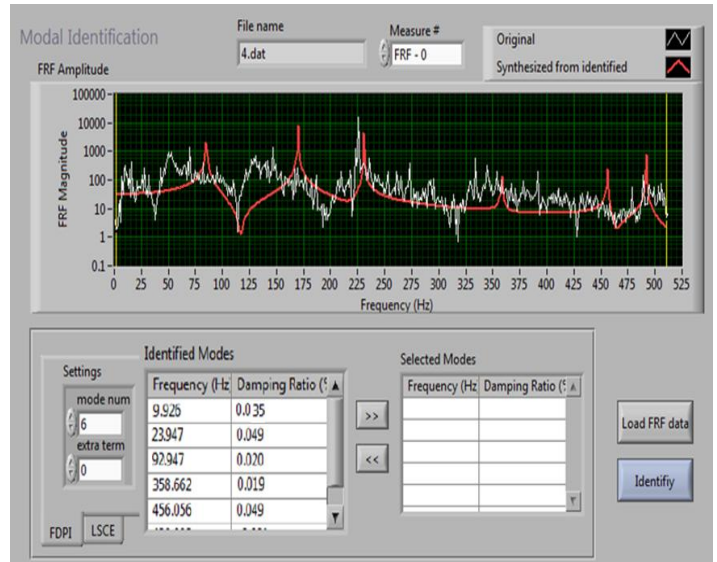 Modal Identification
File name
4.dat
Measure #
FRF - 0
Original
Synthesized from identified
FRF Amplitude
FRF Magnitude
100000
10000
1000
100
10
1
0.1
0 25 50 75 100 125 150 175 200 225 250 275 300 325 350 375 400 425 450 475 500 525
Frequency (Hz)
Settings
mode num
6
extra term
0
FDPI LSCE
Identified Modes
Frequency (Hz Damping Ratio (%
9.926 0.035
23.947 0.049
92.947 0.020
358.662 0.019
456.056 0.049
>>
<<
Selected Modes
Frequency (Hz Damping Ratio (%
Load FRF data
Identifiy